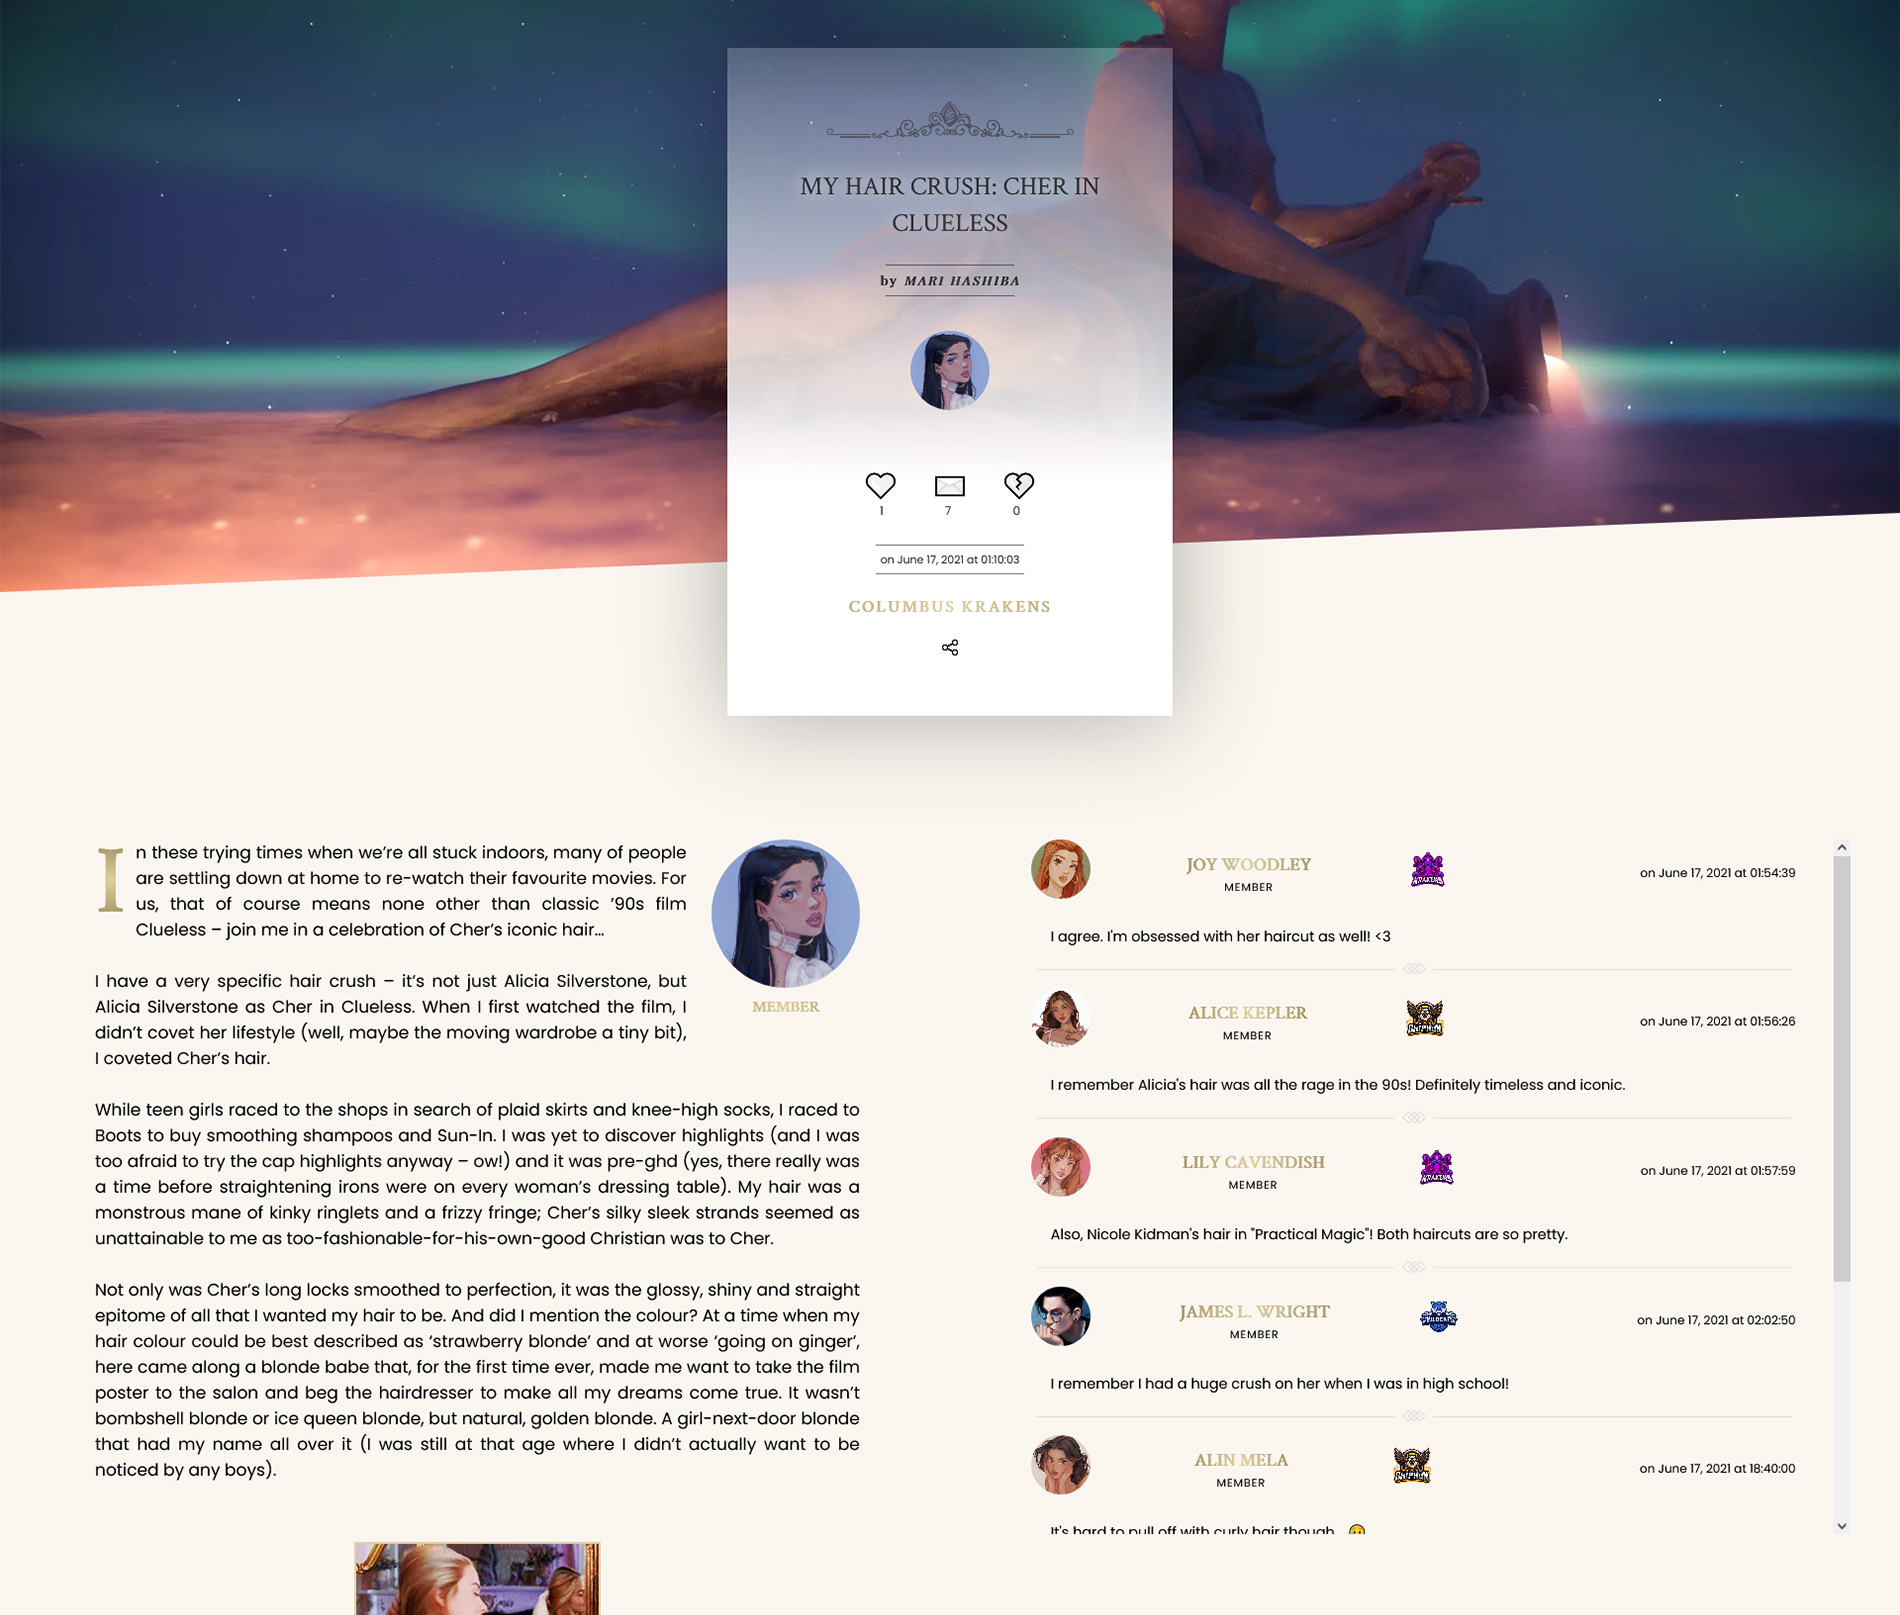 MY HAIR CRUSH: CHER IN
CLUELESS
by MARI HASHIBA
1 7 0
on June 17, 2021 at 01:10:03
COLUMBUS KRAKENS
In these trying times when we’re all stuck indoors, many of people
are settling down at home to re-watch their favourite movies. For
us, that of course means none other than classic ’90s film
Clueless – join me in a celebration of Cher’s iconic hair…
I have a very specific hair crush – it’s not just Alicia Silverstone, but
Alicia Silverstone as Cher in Clueless. When I first watched the film, I
didn’t covet her lifestyle (well, maybe the moving wardrobe a tiny bit),
I coveted Cher’s hair.
MEMBER
While teen girls raced to the shops in search of plaid skirts and knee-high socks, I raced to
Boots to buy smoothing shampoos and Sun-In. I was yet to discover highlights (and I was
too afraid to try the cap highlights anyway – ow!) and it was pre-ghd (yes, there really was
a time before straightening irons were on every woman’s dressing table). My hair was a
monstrous mane of kinky ringlets and a frizzy fringe; Cher’s silky sleek strands seemed as
unattainable to me as too-fashionable-for-his-own-good Christian was to Cher.
Not only was Cher’s long locks smoothed to perfection, it was the glossy, shiny and straight
epitome of all that I wanted my hair to be. And did I mention the colour? At a time when my
hair colour could be best described as ‘strawberry blonde’ and at worse ‘going on ginger’,
here came along a blonde babe that, for the first time ever, made me want to take the film
poster to the salon and beg the hairdresser to make all my dreams come true. It wasn’t
bombshell blonde or ice queen blonde, but natural, golden blonde. A girl-next-door blonde
that had my name all over it (I was still at that age where I didn’t actually want to be
noticed by any boys).
JOY WOODLEY
MEMBER
KRAKENS
on June 17, 2021 at 01:54:39
I agree. I'm obsessed with her haircut as well! <3
ALICE KEPLER
MEMBER
on June 17, 2021 at 01:56:26
I remember Alicia's hair was all the rage in the 90s! Definitely timeless and iconic.
LILY CAVENDISH
MEMBER
KRAKENS
on June 17, 2021 at 01:57:59
Also, Nicole Kidman's hair in "Practical Magic"! Both haircuts are so pretty.
JAMES L. WRIGHT
MEMBER
on June 17, 2021 at 02:02:50
I remember I had a huge crush on her when I was in high school!
ALIN MELA
MEMBER
on June 17, 2021 at 18:40:00
It's hard to pull off with curly hair though..